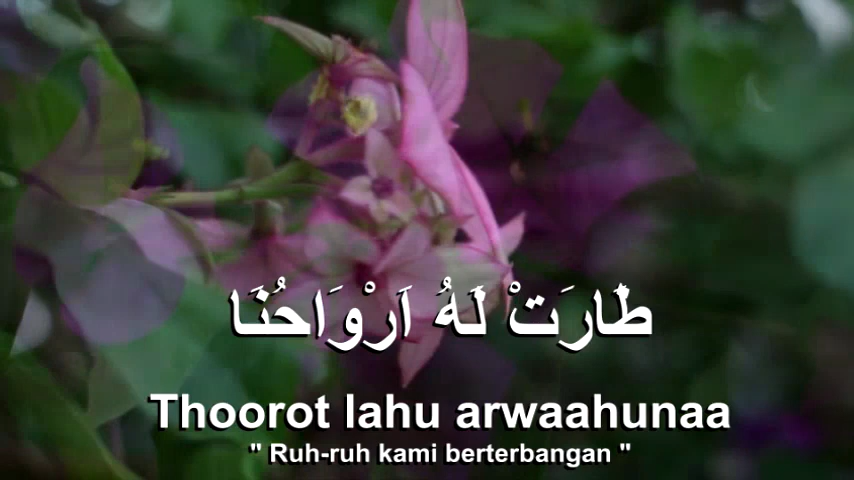 طَارَتْ لَهُ اَرْوَاحُنَا
Thoorot lahu arwaahunaa
" Ruh-ruh kami berterbangan "